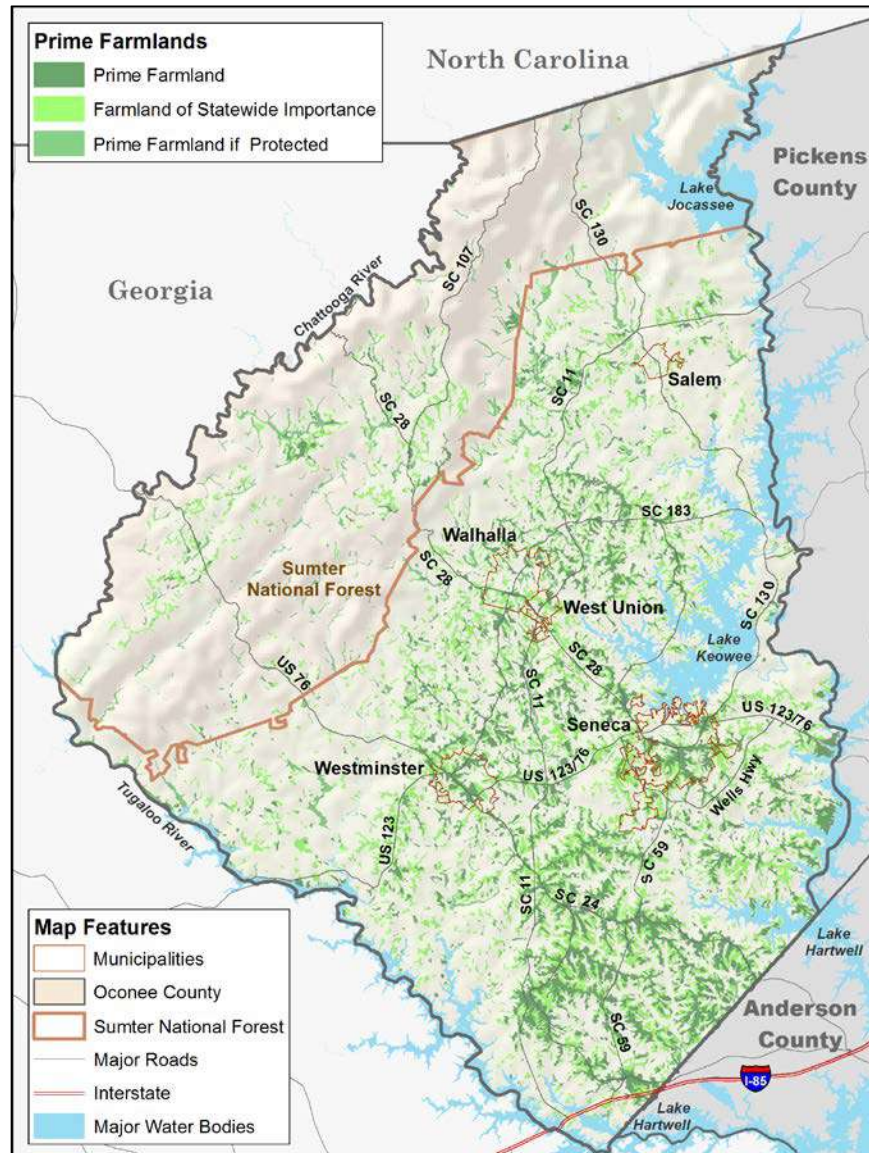 Prime Farmlands
Prime Farmland
Farmland of Statewide Importance
Prime Farmland if Protected
North Carolina
Pickens
County
Lake
Jocassee
SC 130
SC 107
Georgia
Chattooga River
SC 11
Salem
SC 28
SC 183
Walhalla
SC 28
Sumter
National Forest
West Union
SC 130
Lake
Keowee
SC 28
SC 11
US 76
Seneca
US 123/76
Westminster
US 123/76
Wells Hwy
Tugaloo River
US 123
SC 59
SC 11
SC 24
Lake
Hartwell
Anderson
County
SC 59
I-85
Lake
Hartwell
Map Features
Municipalities
Oconee County
Sumter National Forest
Major Roads
Interstate
Major Water Bodies